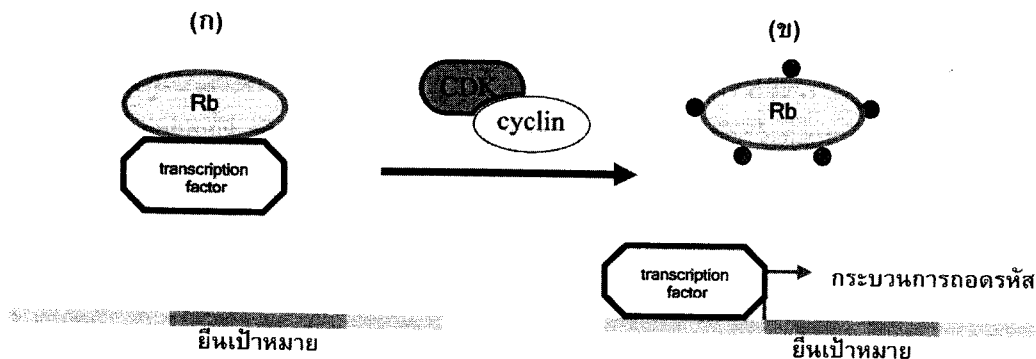 (ก)
(ข)
Rb
transcription
factor
CDK
cyclin
Rb
transcription
factor
กระบวนการถอดรหัส
ยีนเป้าหมาย
ยีนเป้าหมาย